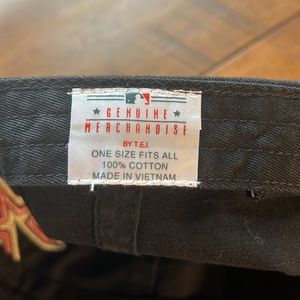 GENUINE
MERCHANDISE
BY T.E.I.
ONE SIZE FITS ALL
100% COTTON
MADE IN VIETNAM